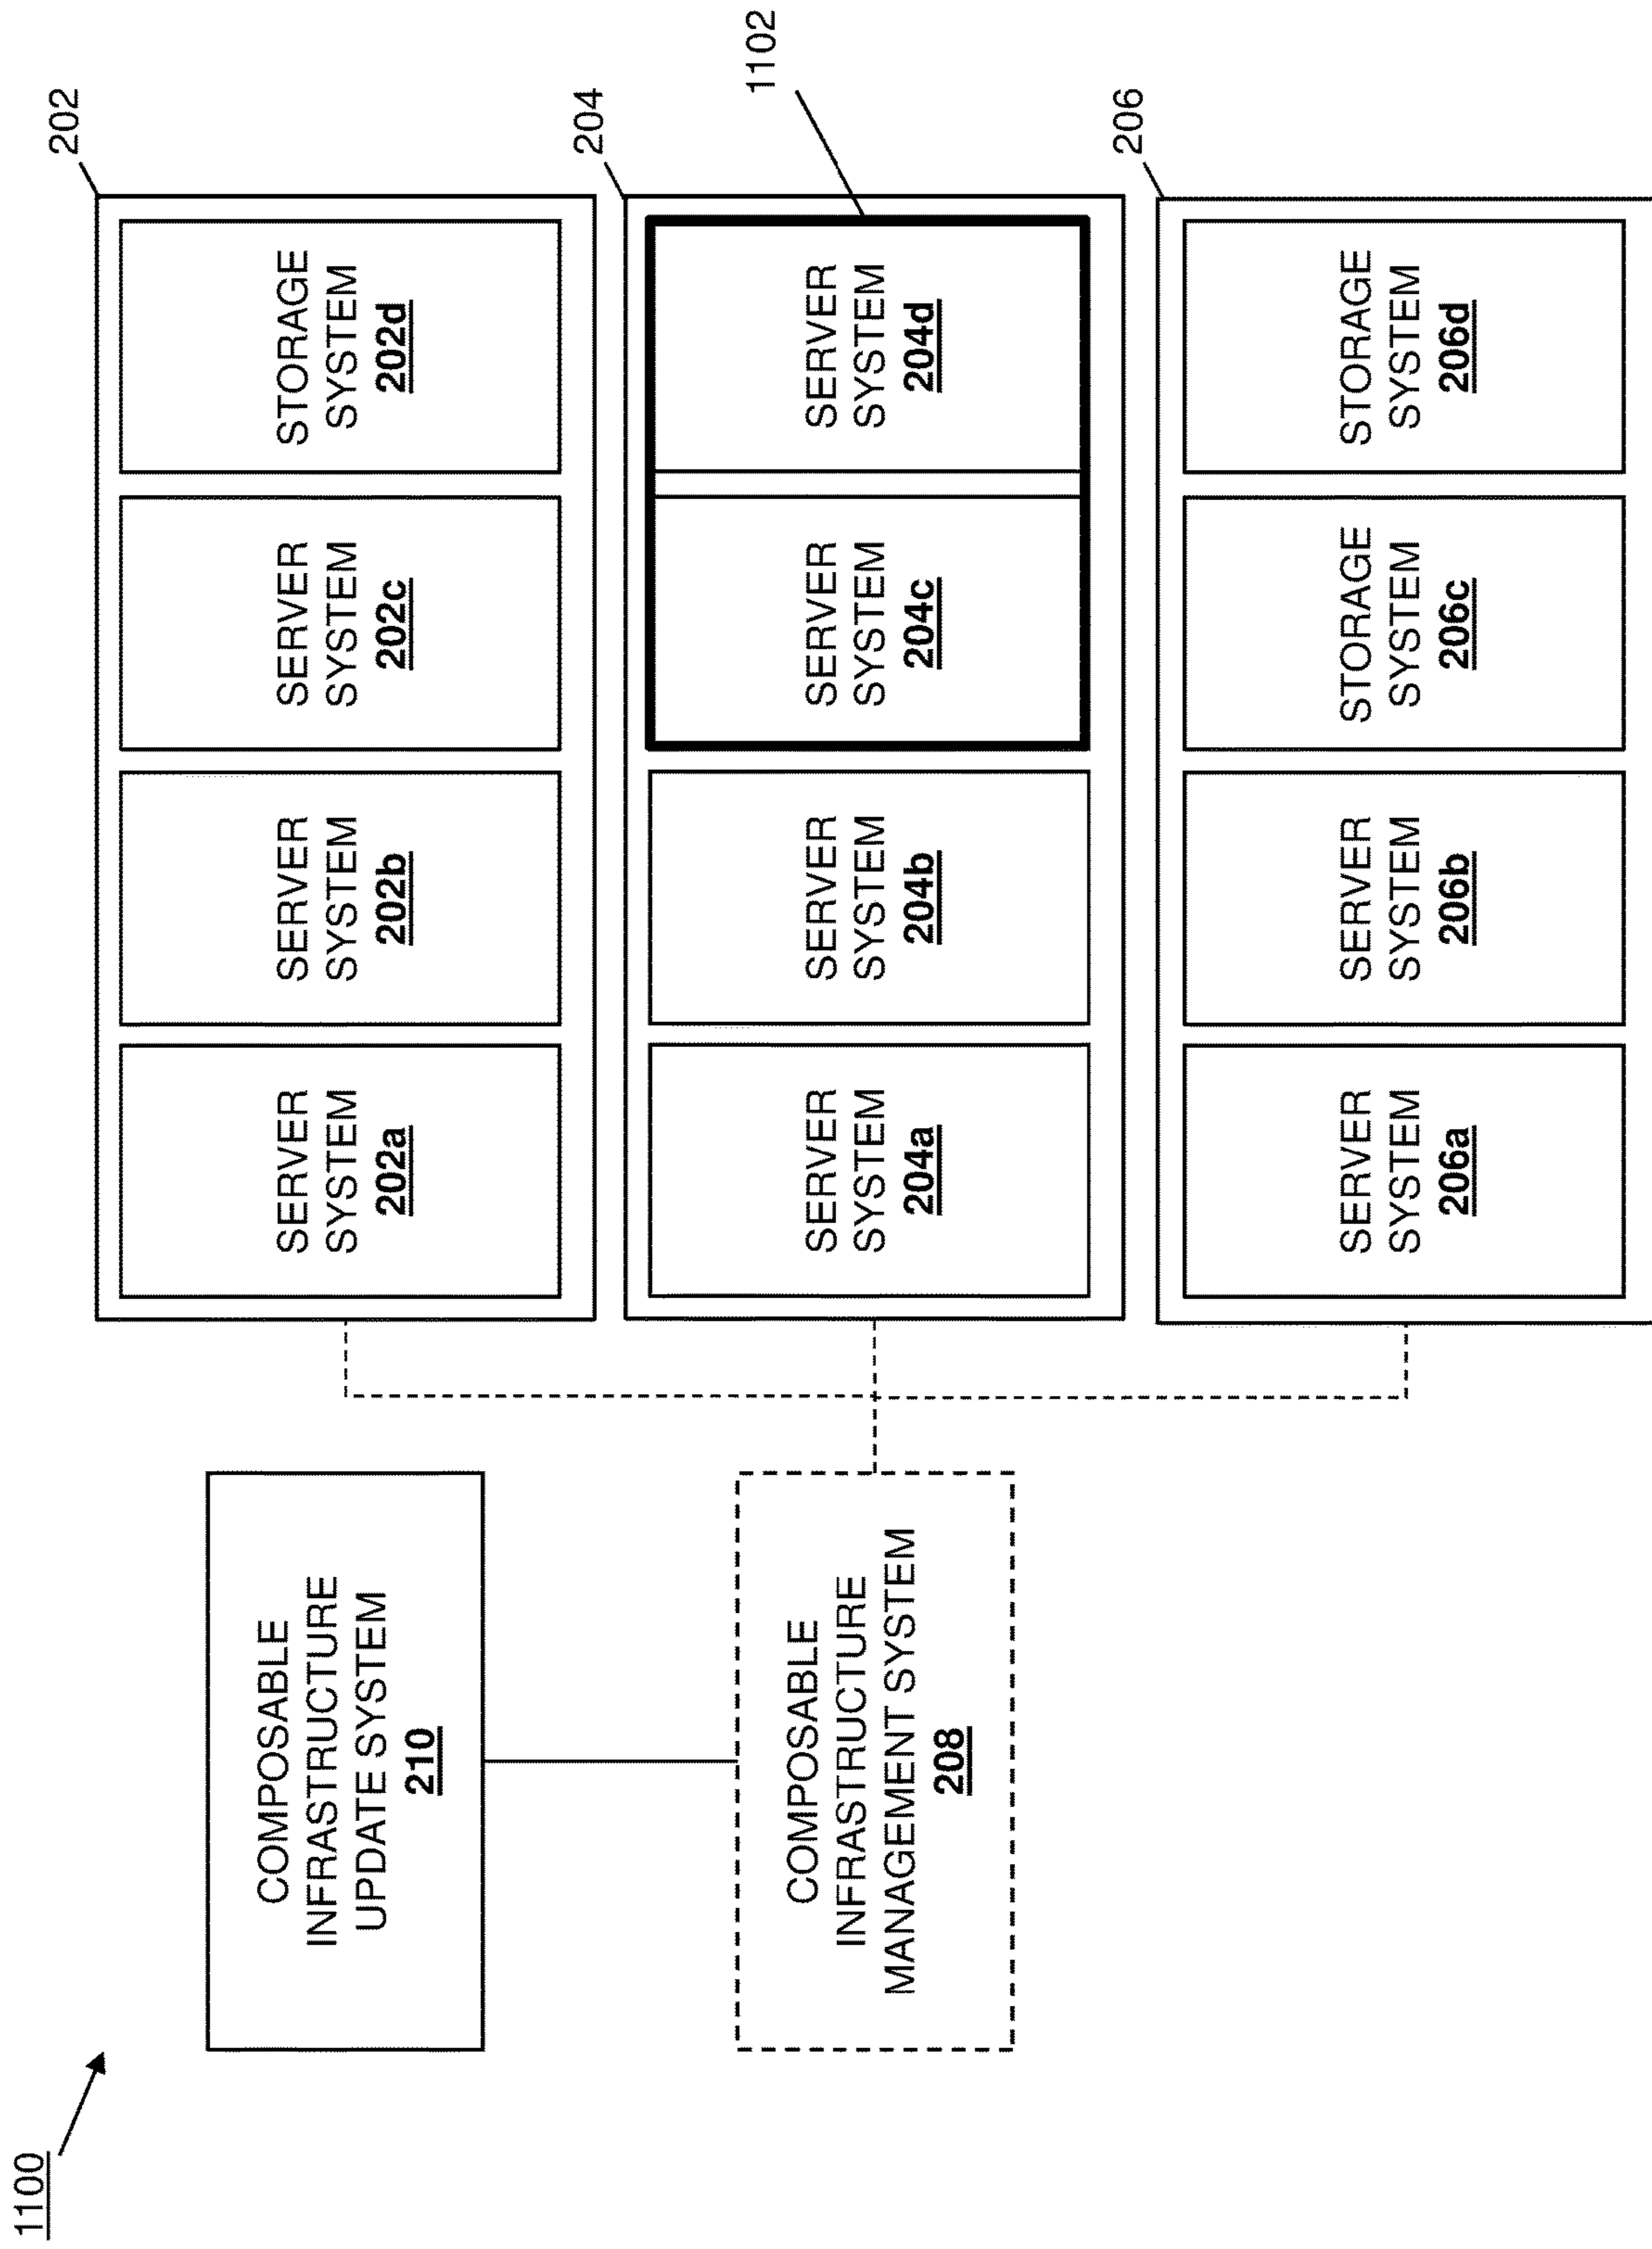 1100
COMPOSABLE
INFRASTRUCTURE
UPDATE SYSTEM
210
COMPOSABLE
INFRASTRUCTURE
MANAGEMENT SYSTEM
208
202
SERVER
SYSTEM
202a
SERVER
SYSTEM
202b
SERVER
SYSTEM
202c
STORAGE
SYSTEM
202d
204
SERVER
SYSTEM
204a
SERVER
SYSTEM
204b
SERVER
SYSTEM
204c
SERVER
SYSTEM
204d
1102
206
SERVER
SYSTEM
206a
SERVER
SYSTEM
206b
STORAGE
SYSTEM
206c
STORAGE
SYSTEM
206d